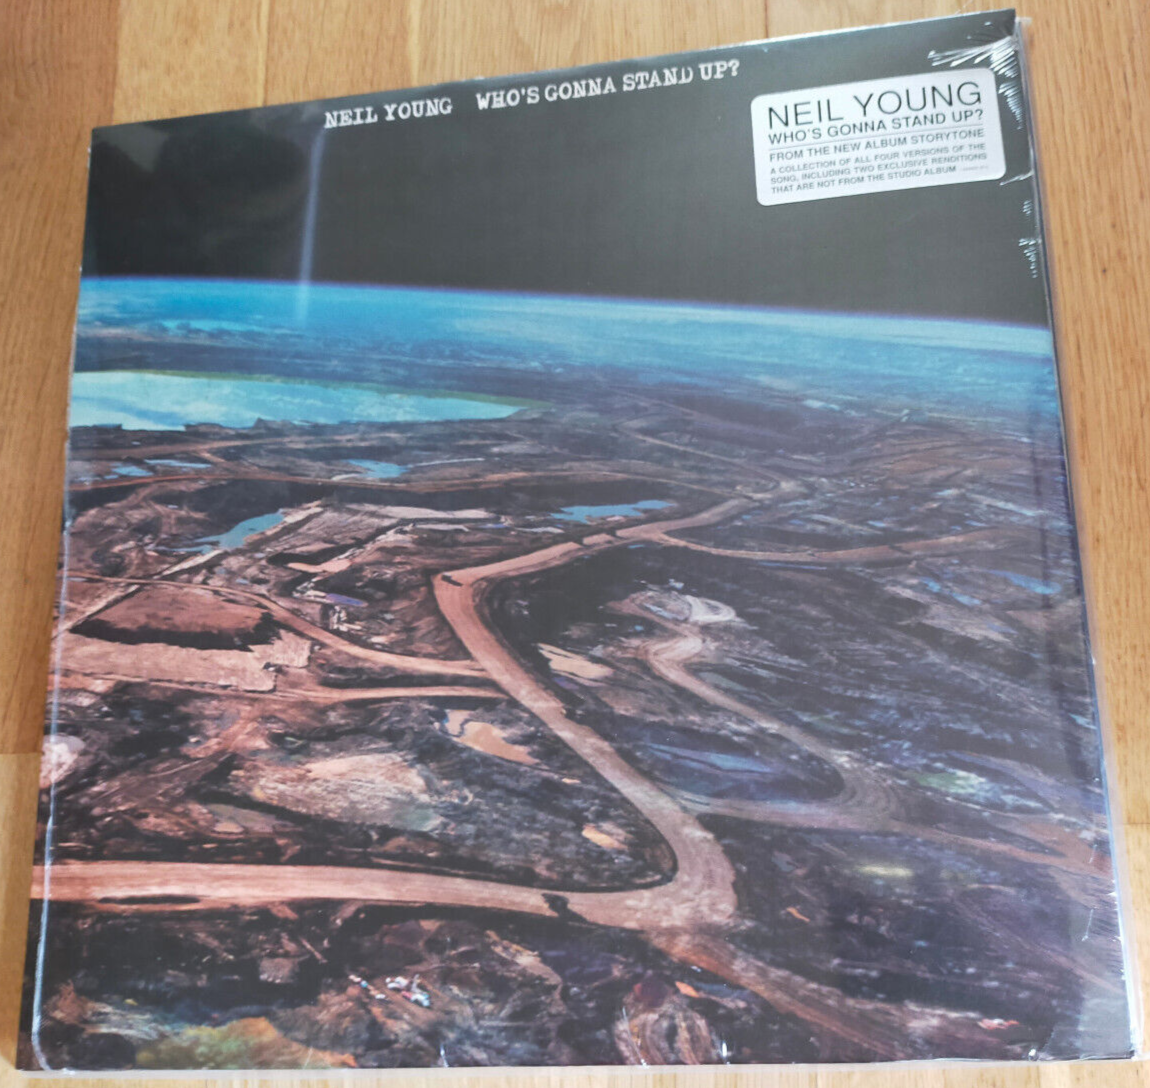 NEIL YOUNG WHO'S GONNA STAND UP?
NEIL YOUNG
WHO'S GONNA STAND UP?
FROM THE NEW ALBUM STORYTONE
A COLLECTION OF ALL FOUR VERSIONS OF THE
SONG, INCLUDING TWO EXCLUSIVE RENDITIONS
THAT ARE NOT FROM THE STUDIO ALBUM